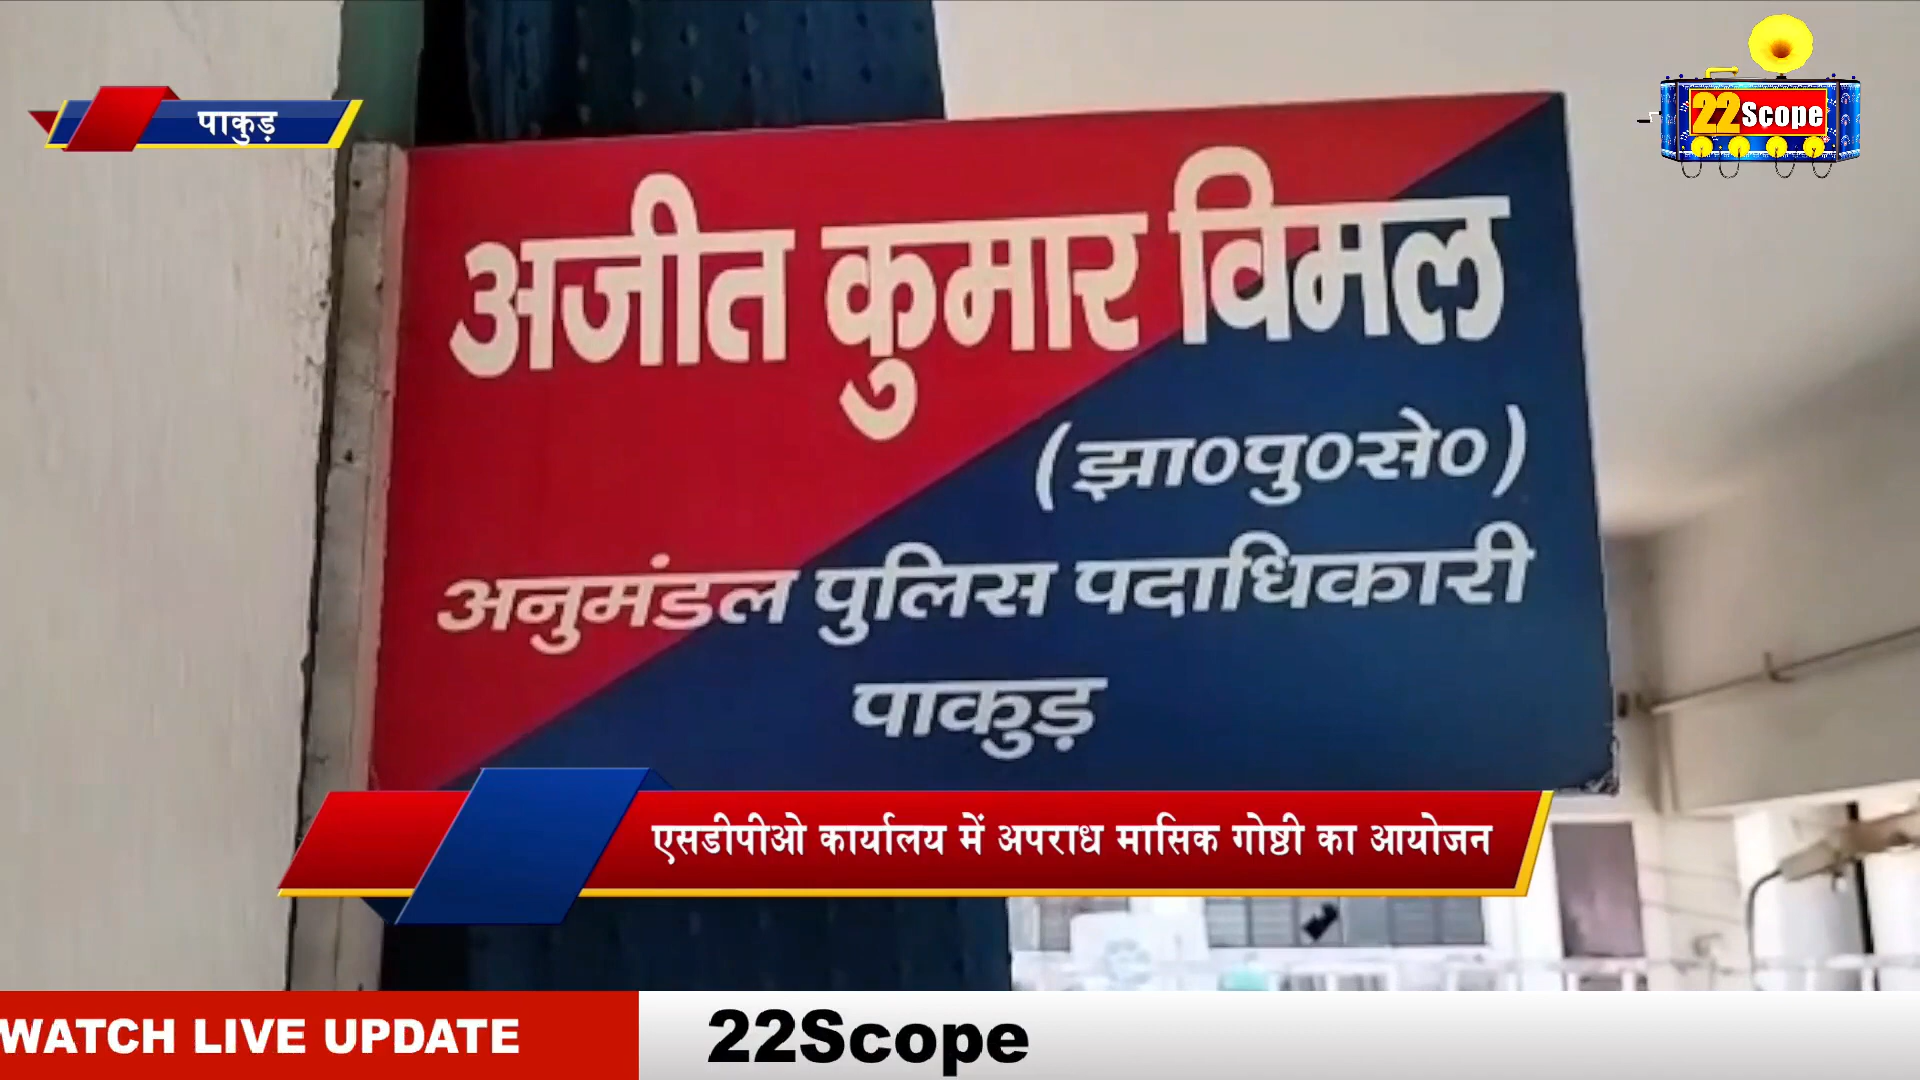 पाकुड़
22Scope
अजीत कुमार विमल
(झा०पु०से०)
अनुमंडल पुलिस पदाधिकारी
पाकुड़
एसडीपीओ कार्यालय में अपराध मासिक गोष्ठी का आयोजन
WATCH LIVE UPDATE
22Scope